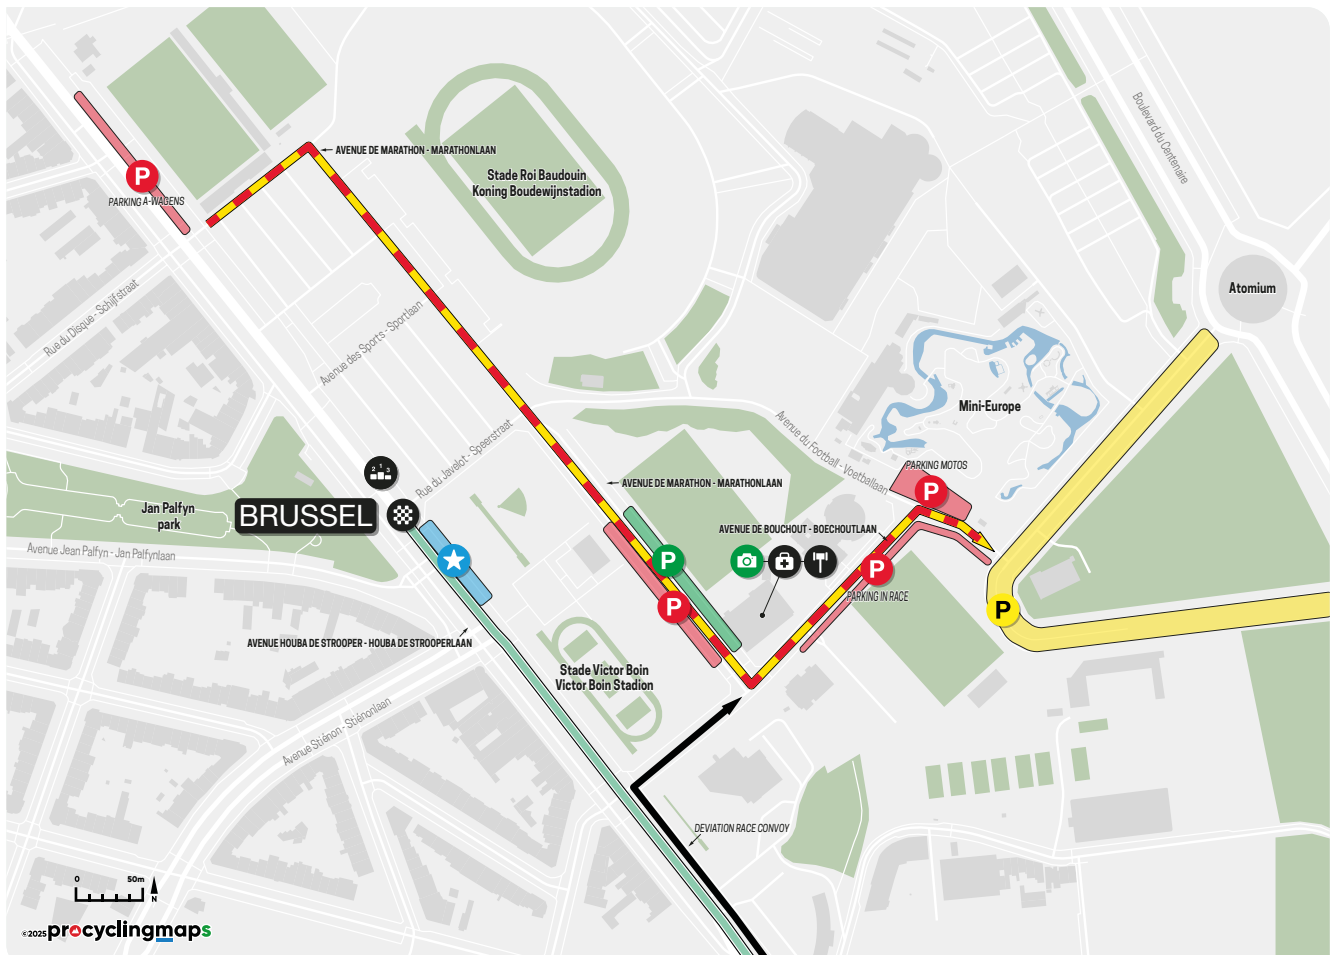 AVENUE DE MARATHON - MARATHONLAAN
Boulevard du Centenaire
Stade Roi Baudouin
Koning Boudewijnstadion
P
PARKING A-WAGENS
Atomium
Rue du Disque - Schijfstraat
Avenue des Sports - Sportlaan
Mini-Europe
Avenue du Football - Voetballaan
Rue du Javelot - Speerstraat
2 1 3
PARKING MOTOS
P
AVENUE DE MARATHON - MARATHONLAAN
Jan Palfyn
park
BRUSSEL
AVENUE DE BOUCHOUT - BOECHOUTLAAN
Avenue Jean Palfyn - Jan Palfynlaan
P
P
PARKING IN RACE
P
P
AVENUE HOUBA DE STROOPER - HOUBA DE STROOPERLAAN
Stade Victor Boin
Victor Boin Stadion
Avenue Stiénon - Stiénonlaan
DEVIATION RACE CONVOY
0 50m
N
©2025 procyclingmaps